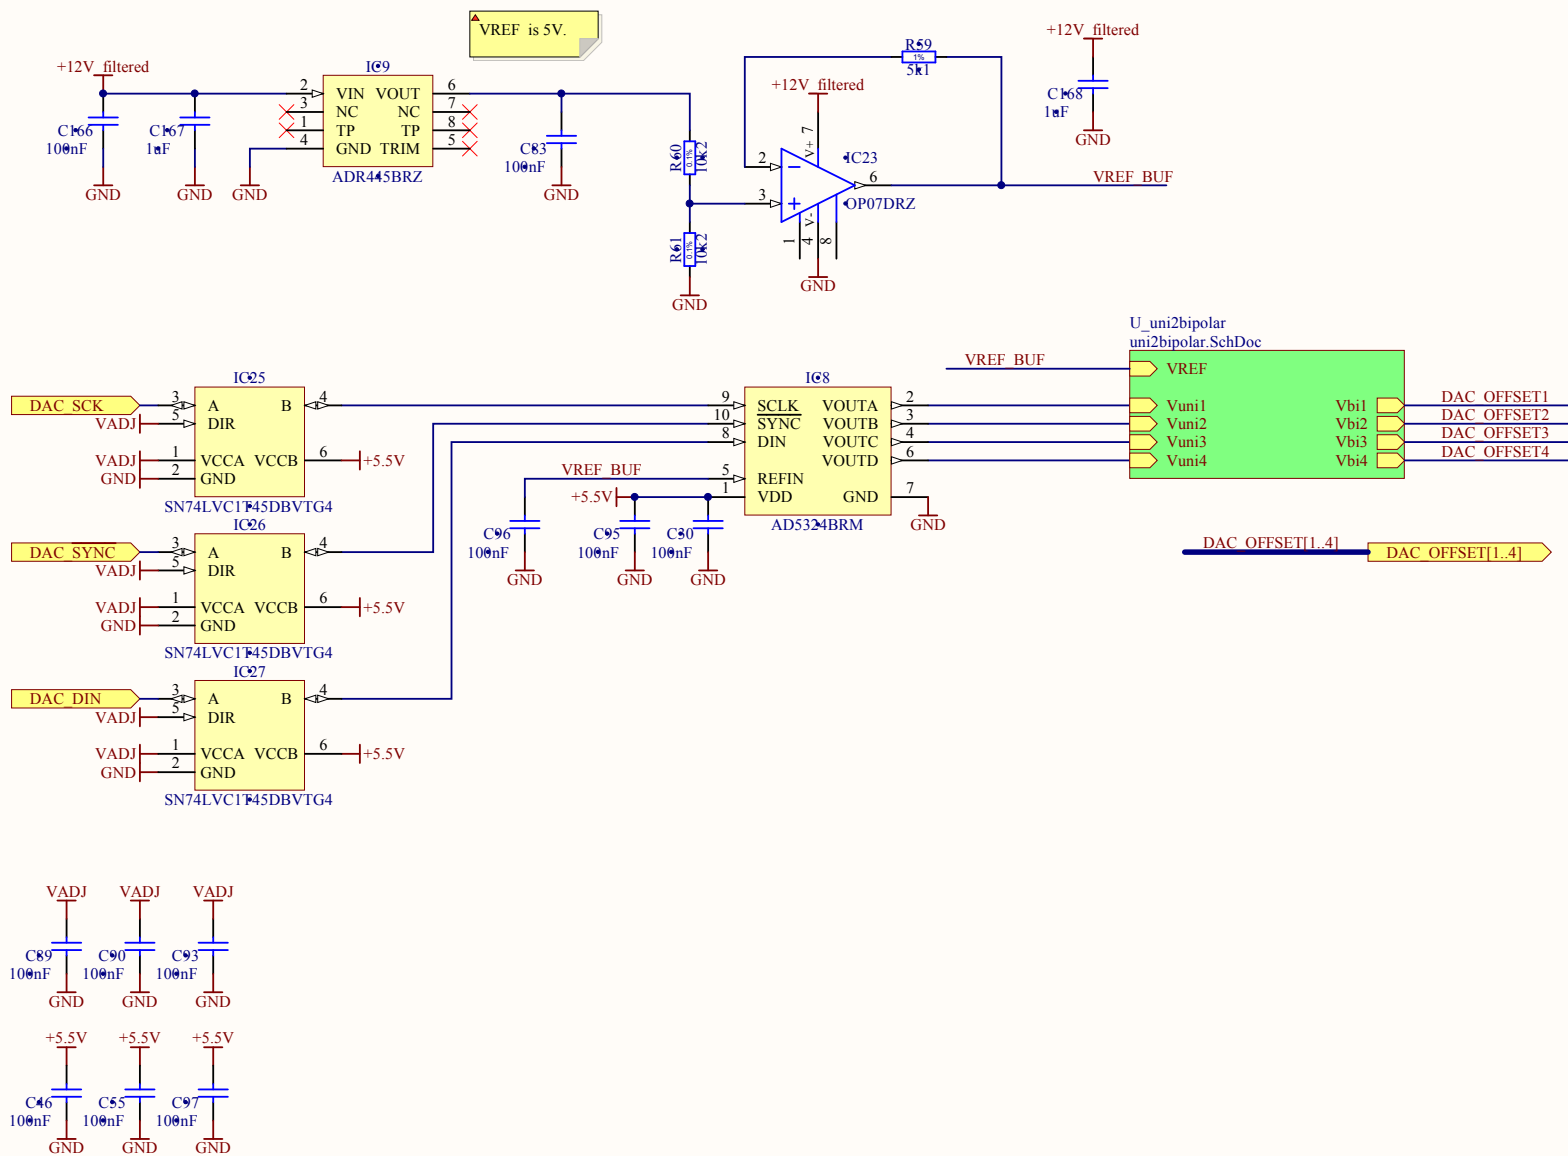 VREF is 5V.
+12V_filtered
IC9
2 VIN VOUT 6
3 NC NC 7
1 TP TP 8
4 GND TRIM 5
ADR445BRZ
C166
100nF
GND
C167
1uF
GND
GND
C83
100nF
GND
R60
0.1%
10k2
R61
0.1%
10k2
GND
R59
1%
5k1
+12V_filtered
7
V+
2
3
IC23
6
OP07DRZ
V-
1
4
8
GND
VREF_BUF
+12V_filtered
C168
1uF
GND
U_uni2bipolar
uni2bipolar.SchDoc
VREF_BUF
VREF
Vuni1 Vbi1 DAC_OFFSET1
Vuni2 Vbi2 DAC_OFFSET2
Vuni3 Vbi3 DAC_OFFSET3
Vuni4 Vbi4 DAC_OFFSET4
DAC_OFFSET[1..4]
DAC_OFFSET[1..4]
IC25
DAC_SCK 3 A B 4
VADJ 5 DIR
VADJ 1 VCCA VCCB 6 +5.5V
GND 2 GND
SN74LVC1T45DBVTG4
IC26
DAC_SYNC 3 A B 4
VADJ 5 DIR
VADJ 1 VCCA VCCB 6 +5.5V
GND 2 GND
SN74LVC1T45DBVTG4
IC27
DAC_DIN 3 A B 4
VADJ 5 DIR
VADJ 1 VCCA VCCB 6 +5.5V
GND 2 GND
SN74LVC1T45DBVTG4
IC8
9 SCLK VOUTA 2
10 SYNC VOUTB 3
8 DIN VOUTC 4
VOUTD 6
VREF_BUF 5 REFIN
+5.5V 1 VDD GND 7
AD5324BRM
GND
C96
100nF
GND
C95
100nF
GND
C30
100nF
GND
VADJ VADJ VADJ
C89 C90 C93
100nF 100nF 100nF
GND GND GND
+5.5V +5.5V +5.5V
C46 C55 C97
100nF 100nF 100nF
GND GND GND